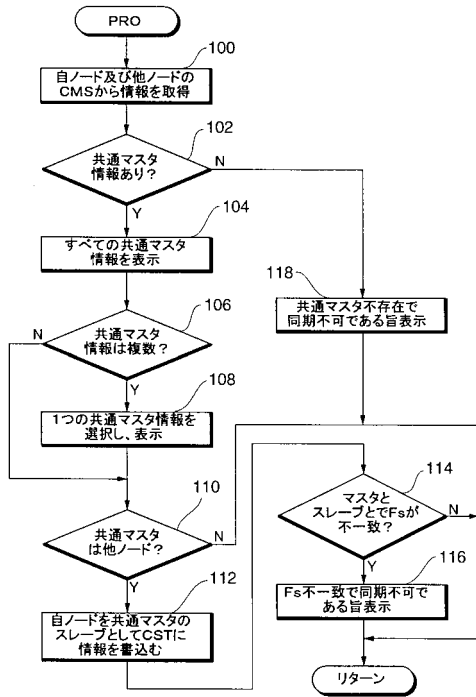 PRO
100
自ノード及び他ノードの
CMSから情報を取得
102
共通マスタ
情報あり?
N
Y
104
すべての共通マスタ
情報を表示
118
共通マスタ不存在で
同期不可である旨表示
106
共通マスタ
情報は複数?
N
Y
108
1つの共通マスタ情報を
選択し、表示
110
共通マスタ
は他ノード?
N
Y
112
自ノードを共通マスタの
スレーブとしてCSTに
情報を書込む
114
マスタと
スレーブとでFsが
不一致?
N
Y
116
Fs不一致で同期不可で
ある旨表示
リターン